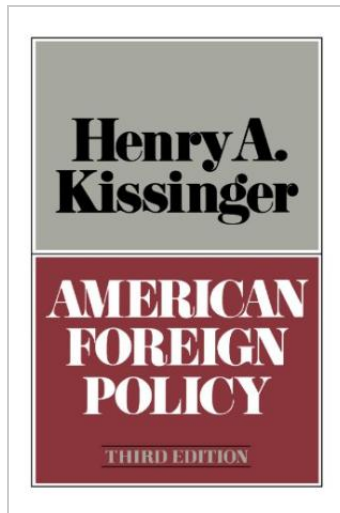 Henry A.
Kissinger
AMERICAN
FOREIGN
POLICY
THIRD EDITION